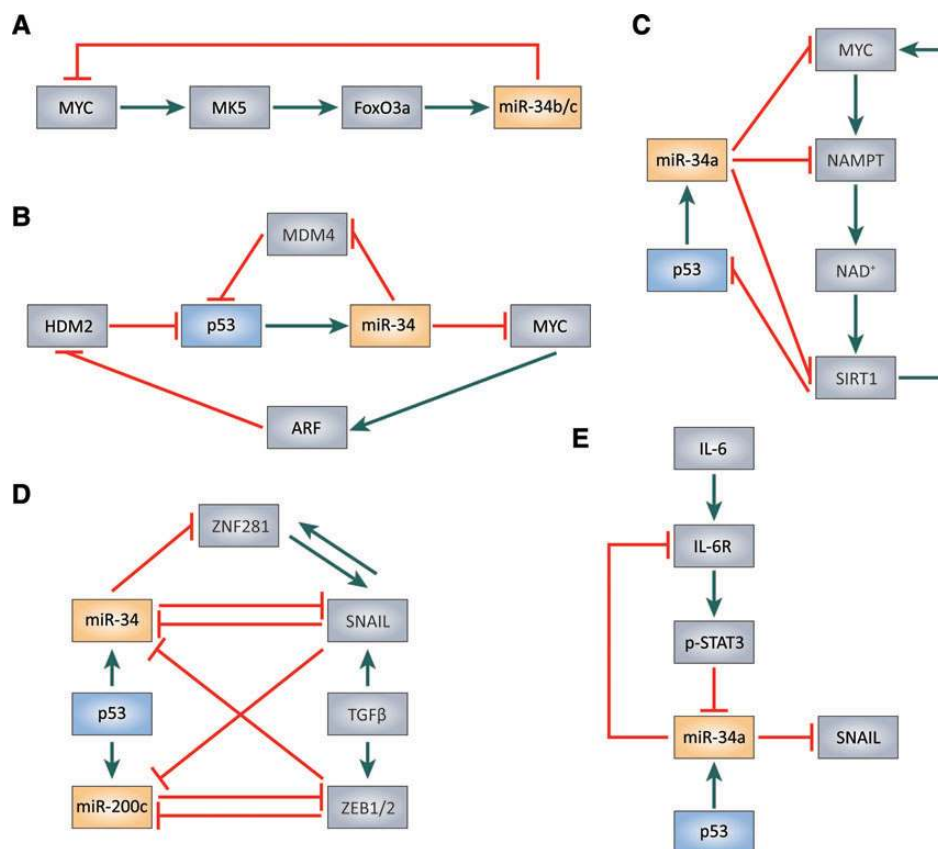 A
MYC
MK5
FoxO3a
miR-34b/c
B
MDM4
HDM2
p53
miR-34
MYC
ARF
C
MYC
miR-34a
NAMPT
p53
NAD⁺
SIRT1
D
ZNF281
miR-34
SNAIL
p53
TGFβ
miR-200c
ZEB1/2
E
IL-6
IL-6R
p-STAT3
miR-34a
SNAIL
p53